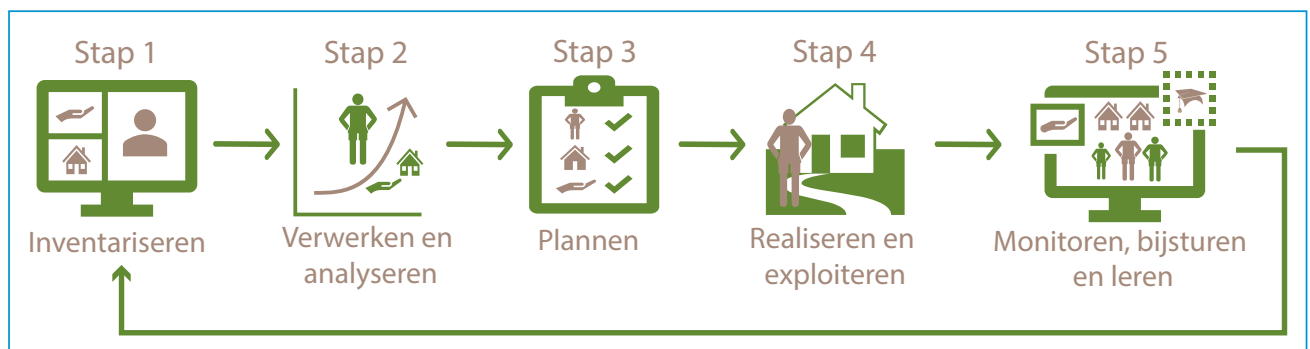 Stap 1
Stap 2
Stap 3
Stap 4
Stap 5
Inventariseren
Verwerken en
analyseren
Plannen
Realiseren en
exploiteren
Monitoren, bijsturen
en leren